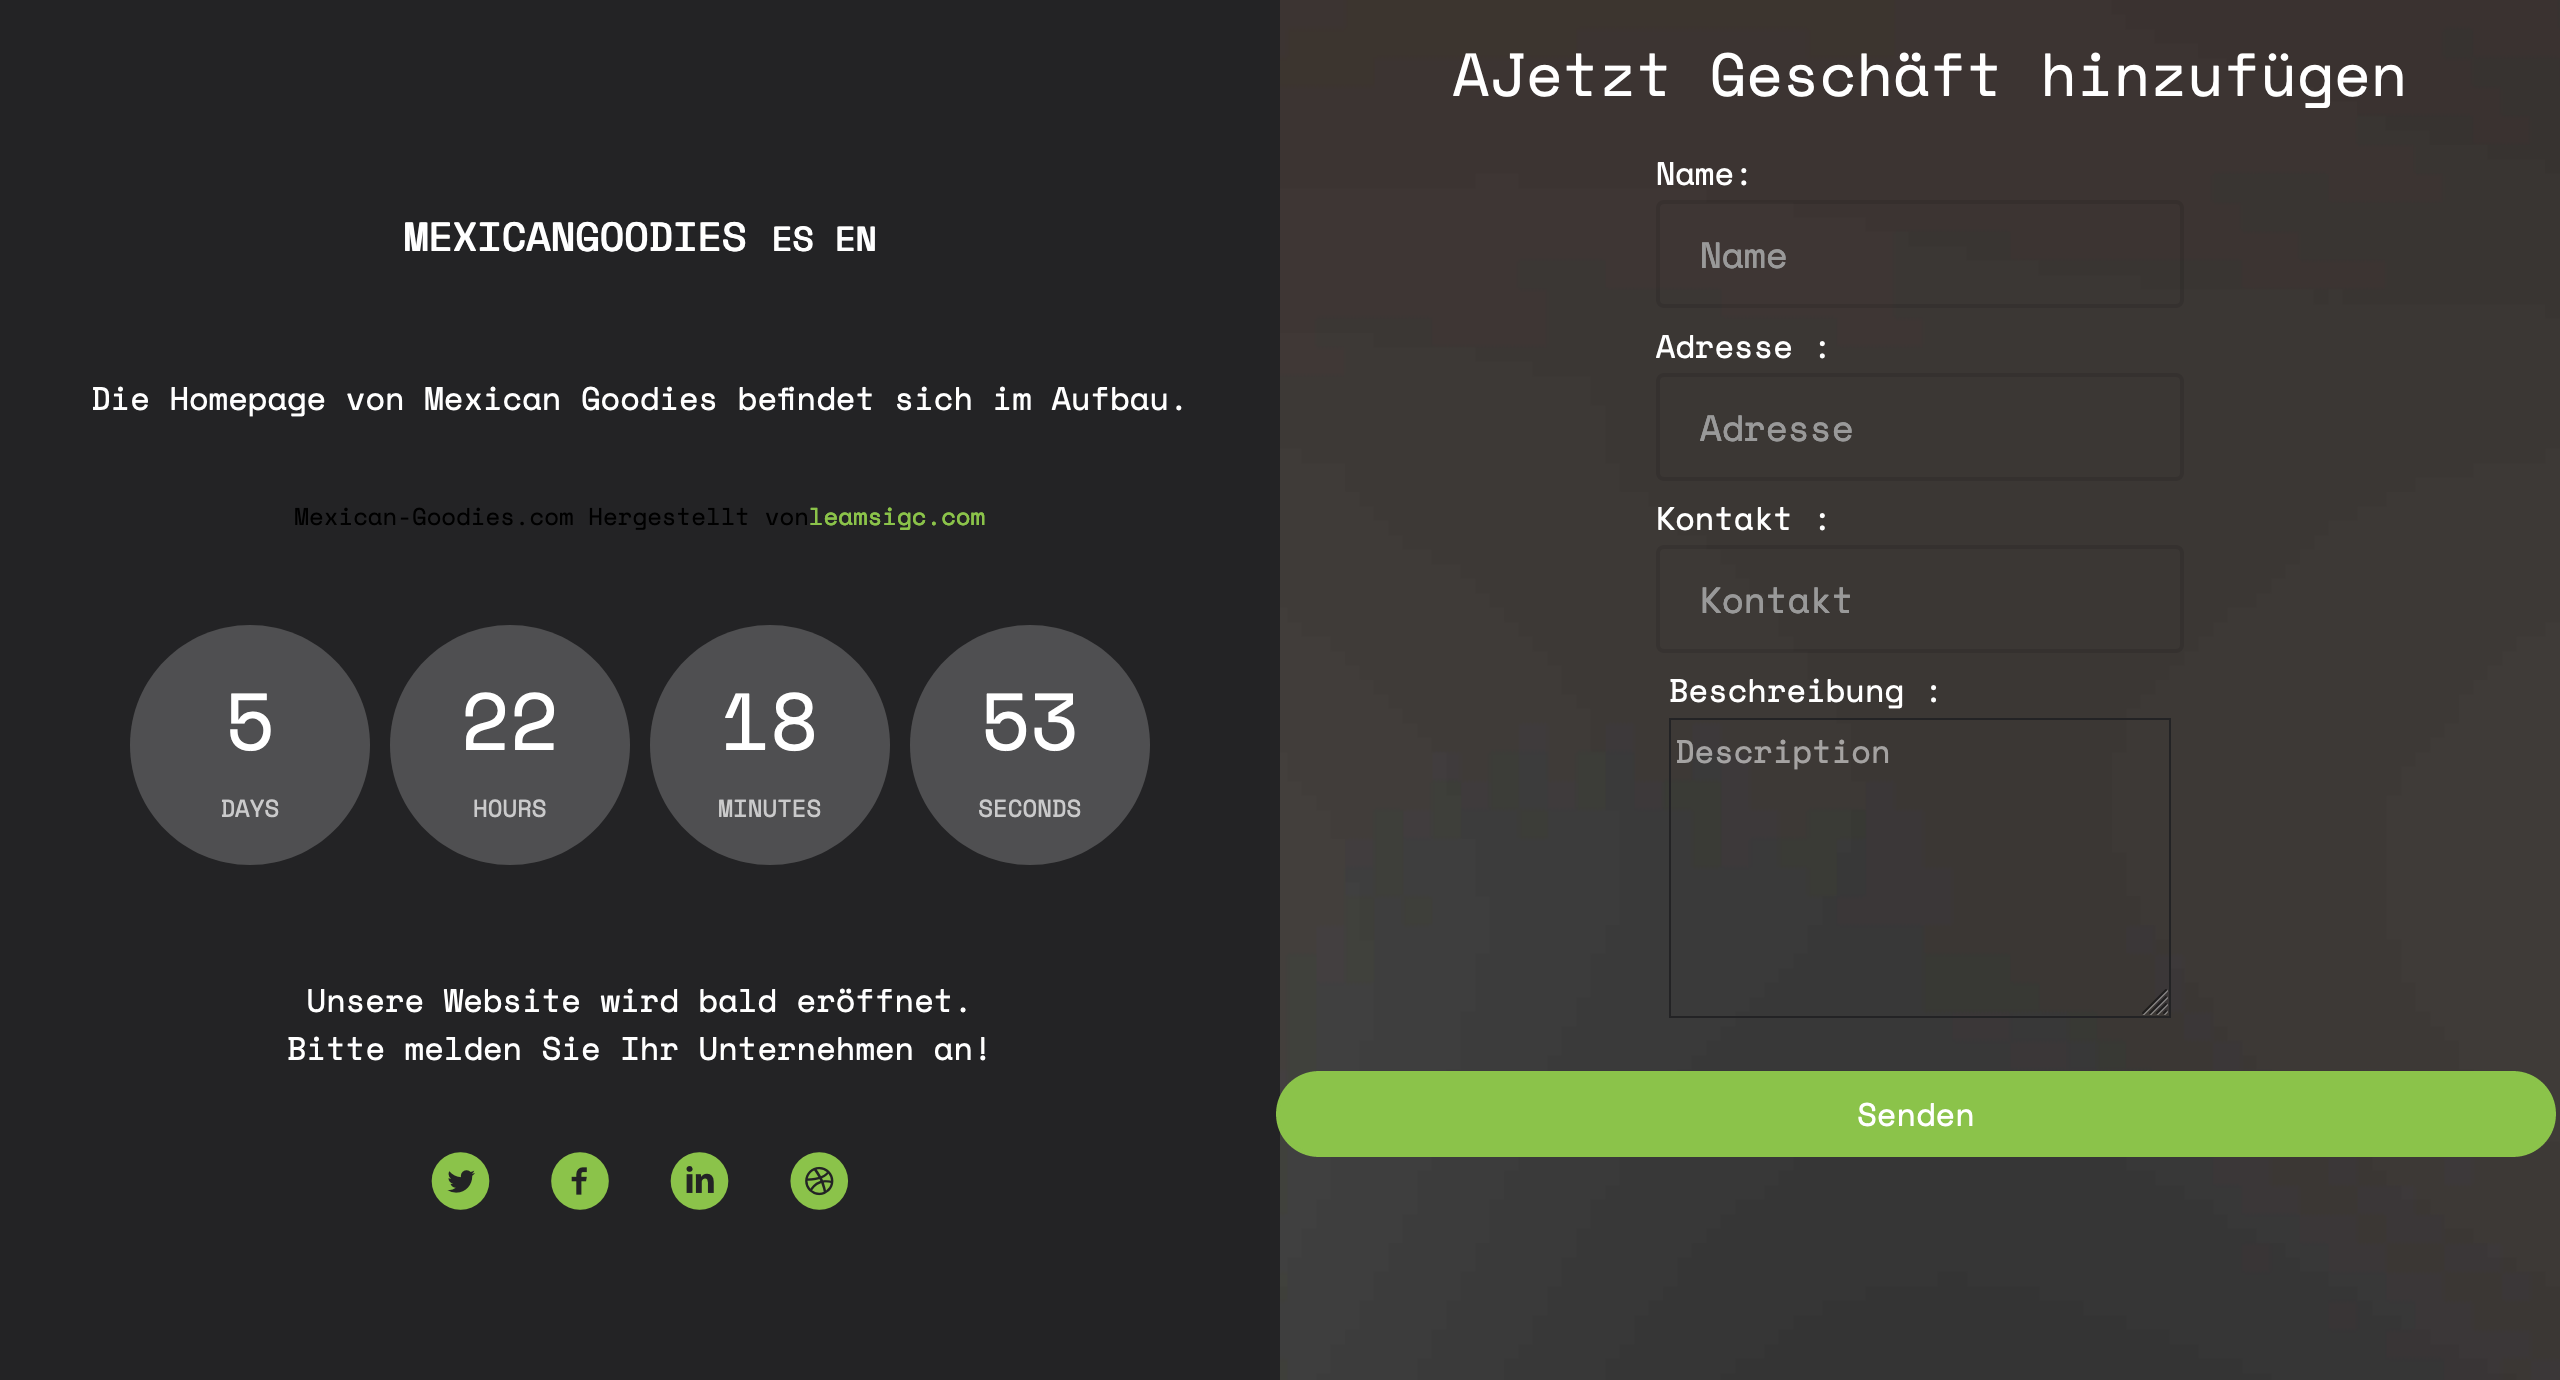 MEXICANGOODIES ES EN
Die Homepage von Mexican Goodies befindet sich im Aufbau.
Mexican-Goodies.com Hergestellt vonleamsigc.com
5
DAYS
22
HOURS
18
MINUTES
53
SECONDS
Unsere Website wird bald eröffnet.
Bitte melden Sie Ihr Unternehmen an!
AJetzt Geschäft hinzufügen
Name:
Name
Adresse :
Adresse
Kontakt :
Kontakt
Beschreibung :
Description
Senden